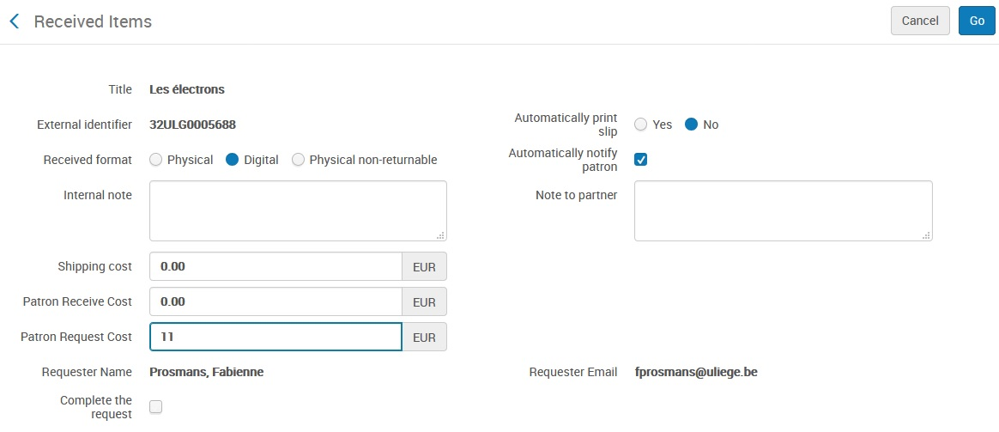 Received Items
Cancel
Go
Title Les électrons
External identifier 32ULG0005688
Automatically print
slip
Yes No
Received format Physical Digital Physical non-returnable
Automatically notify
patron
Internal note
Note to partner
Shipping cost 0.00 EUR
Patron Receive Cost 0.00 EUR
Patron Request Cost 11 EUR
Requester Name Prosmans, Fabienne
Requester Email fprosmans@uliege.be
Complete the
request